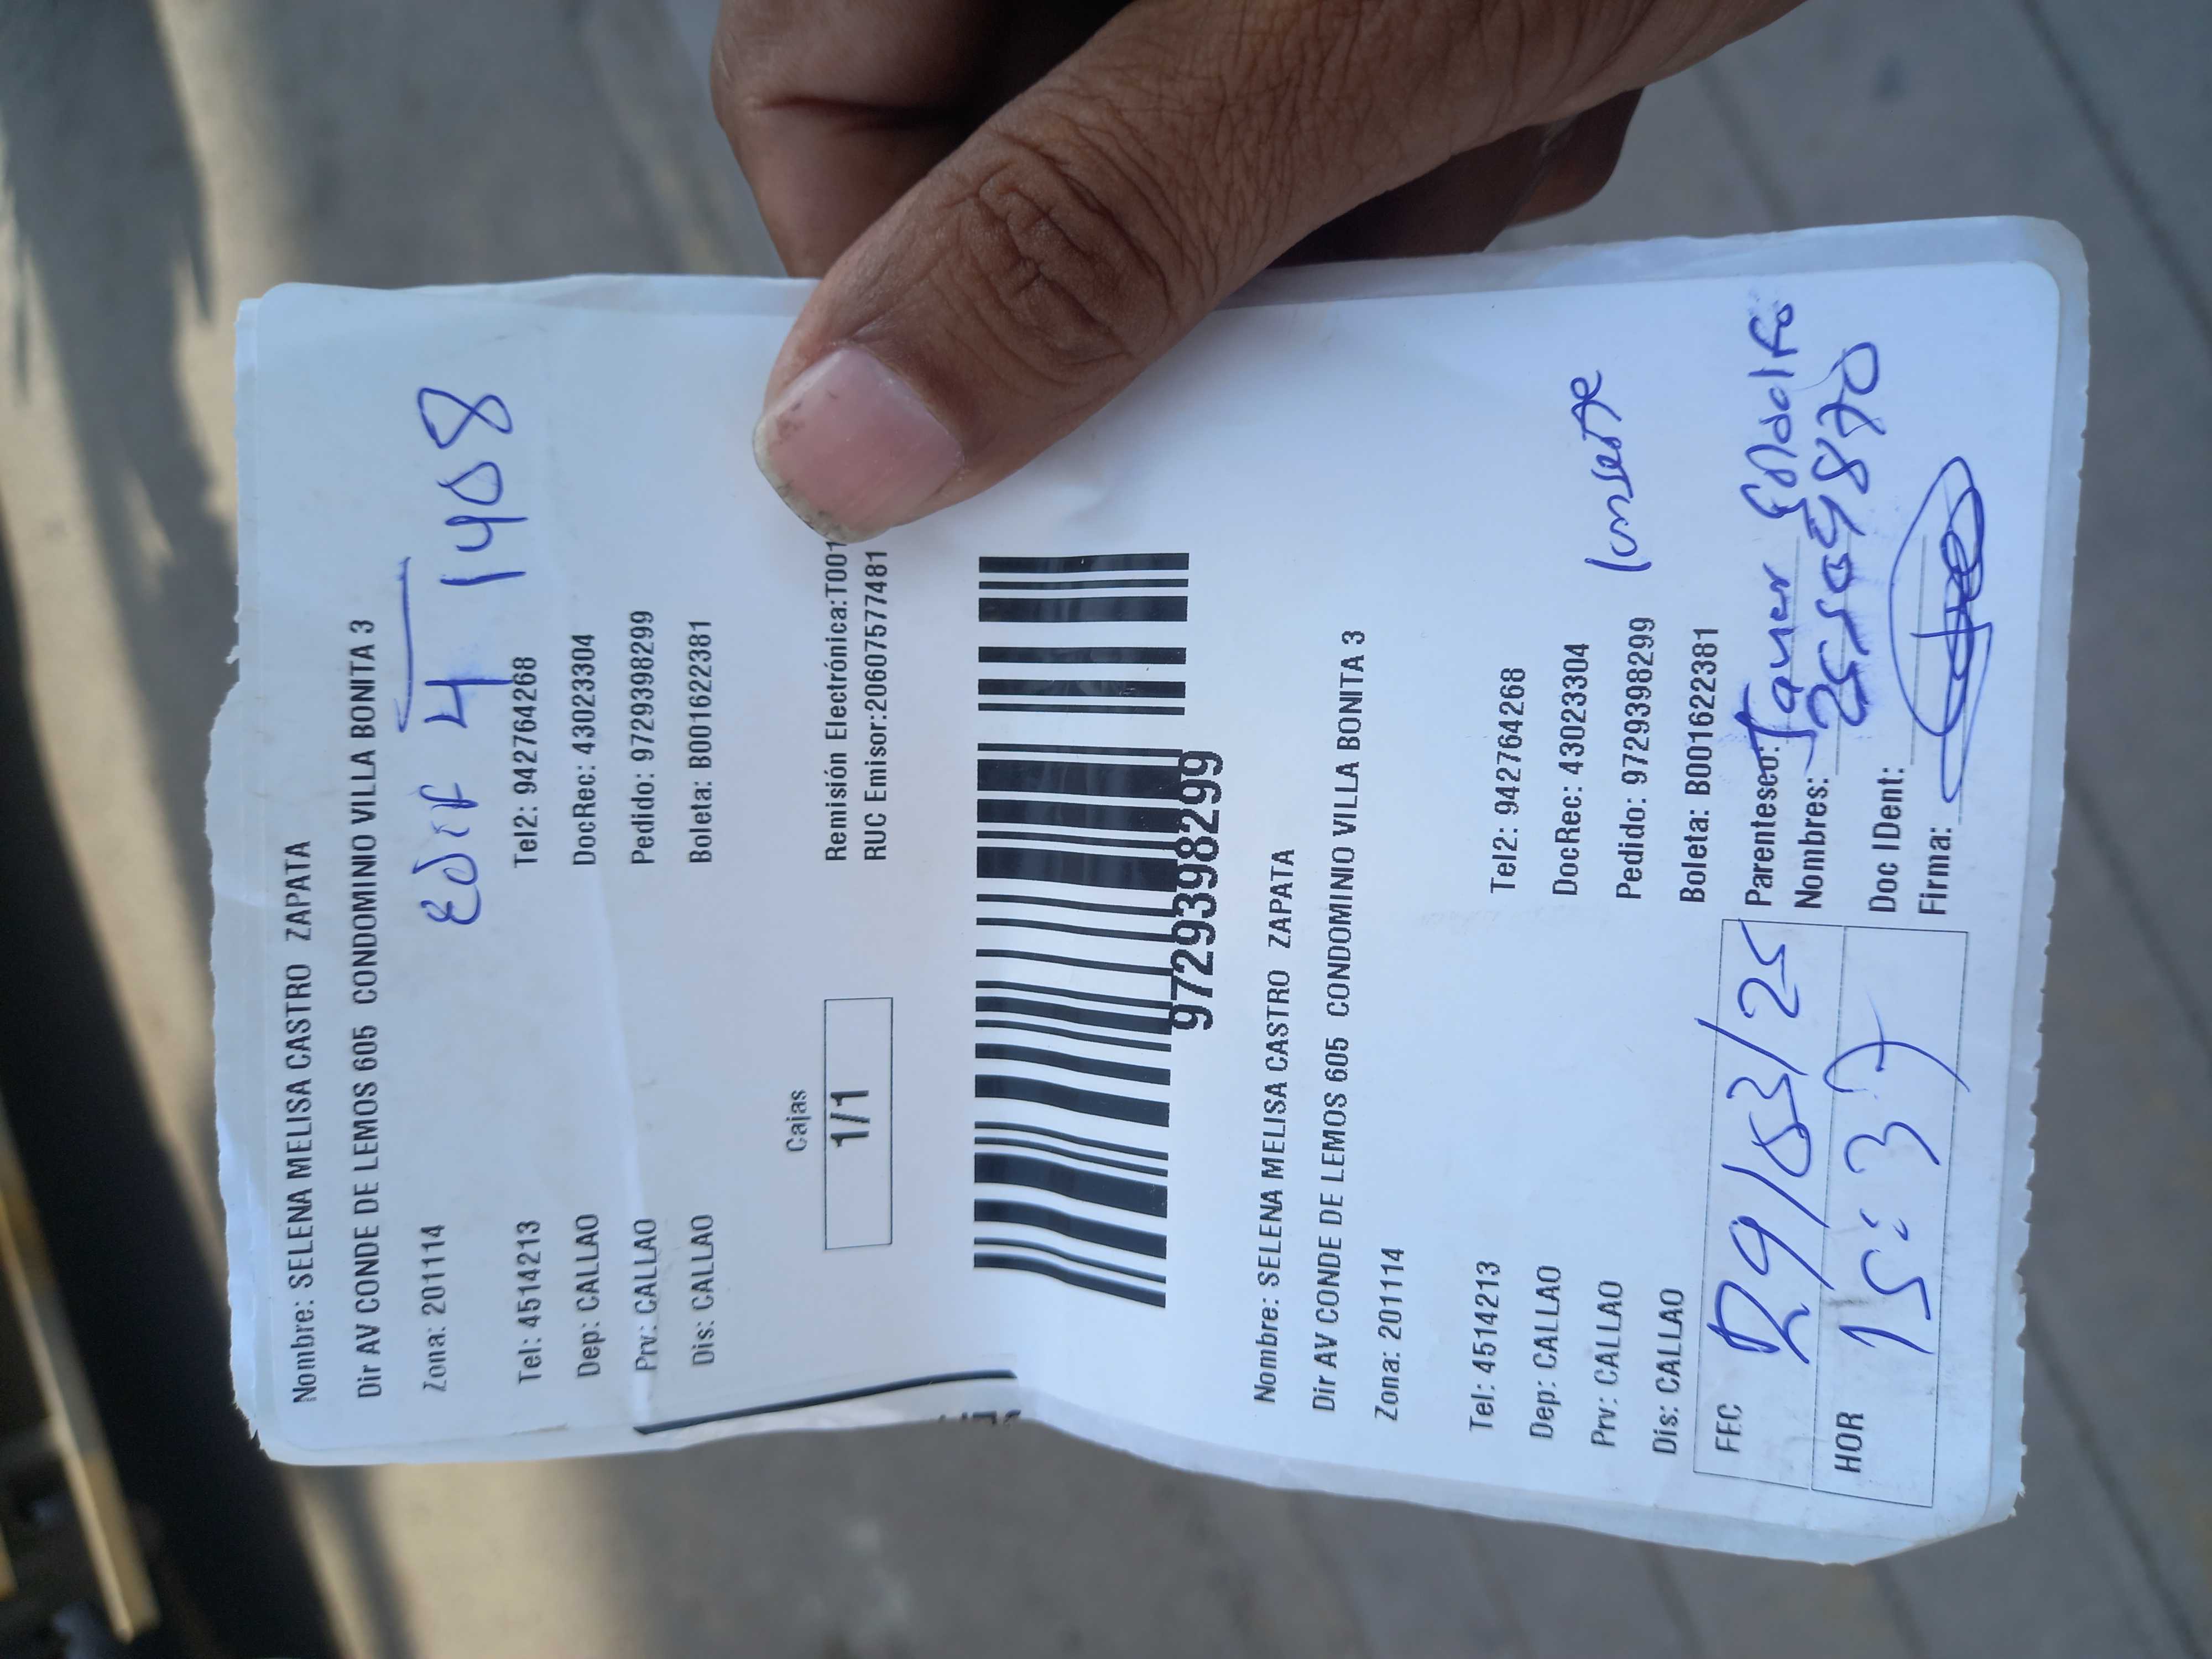 Nombre: SELENA MELISA CASTRO ZAPATA
Dir AV CONDE DE LEMOS 605 CONDOMINIO VILLA BONITA 3
Zona: 201114
EDIF 4 1408
Tel: 4514213 Tel2: 942764268
Dep: CALLAO DocRec: 43023304
Prv: CALLAO Pedido: 9729398299
Dis: CALLAO Boleta: B001622381
Cajas
1/1
Remisión Electrónica:T001
RUC Emisor:20607577481
9729398299
Nombre: SELENA MELISA CASTRO ZAPATA
Dir AV CONDE DE LEMOS 605 CONDOMINIO VILLA BONITA 3
Zona: 201114
Tel: 4514213 Tel2: 942764268
Dep: CALLAO DocRec: 43023304
Prv: CALLAO Pedido: 9729398299
Dis: CALLAO Boleta: B001622381
FEC 29/03/25
Parentesco:
HOR 15:37
Nombres:
Doc IDent:
Firma: